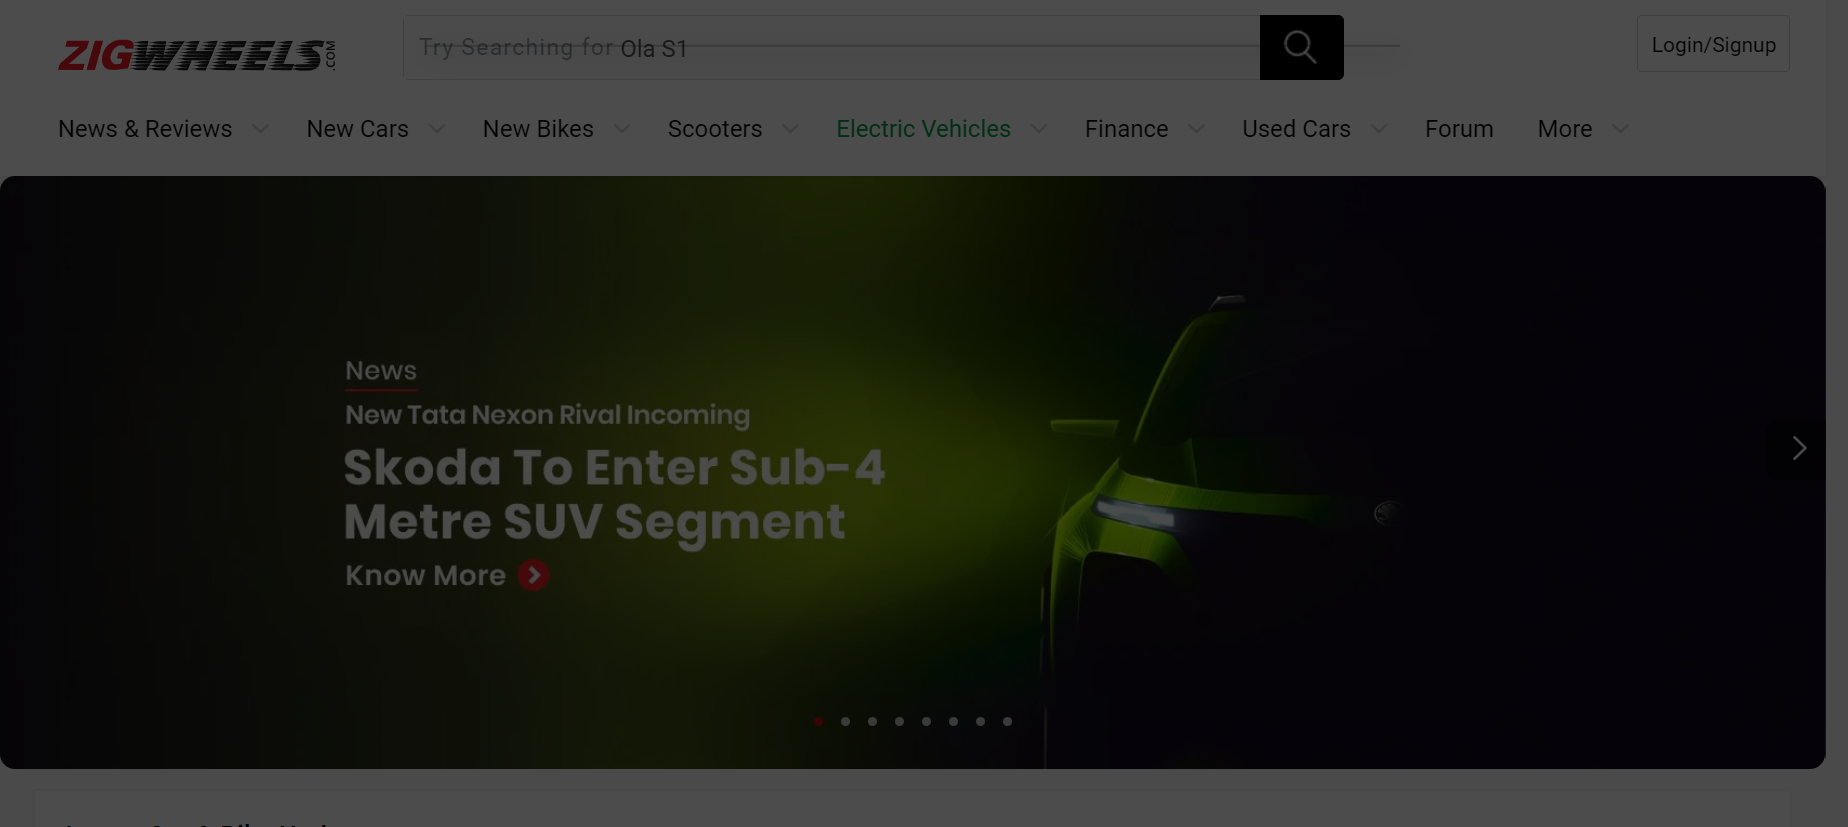 ZIGWHEELS.COM
Try Searching for Ola S1
Login/Signup
News & Reviews
New Cars
New Bikes
Scooters
Electric Vehicles
Finance
Used Cars
Forum
More
News
New Tata Nexon Rival Incoming
Skoda To Enter Sub-4
Metre SUV Segment
Know More